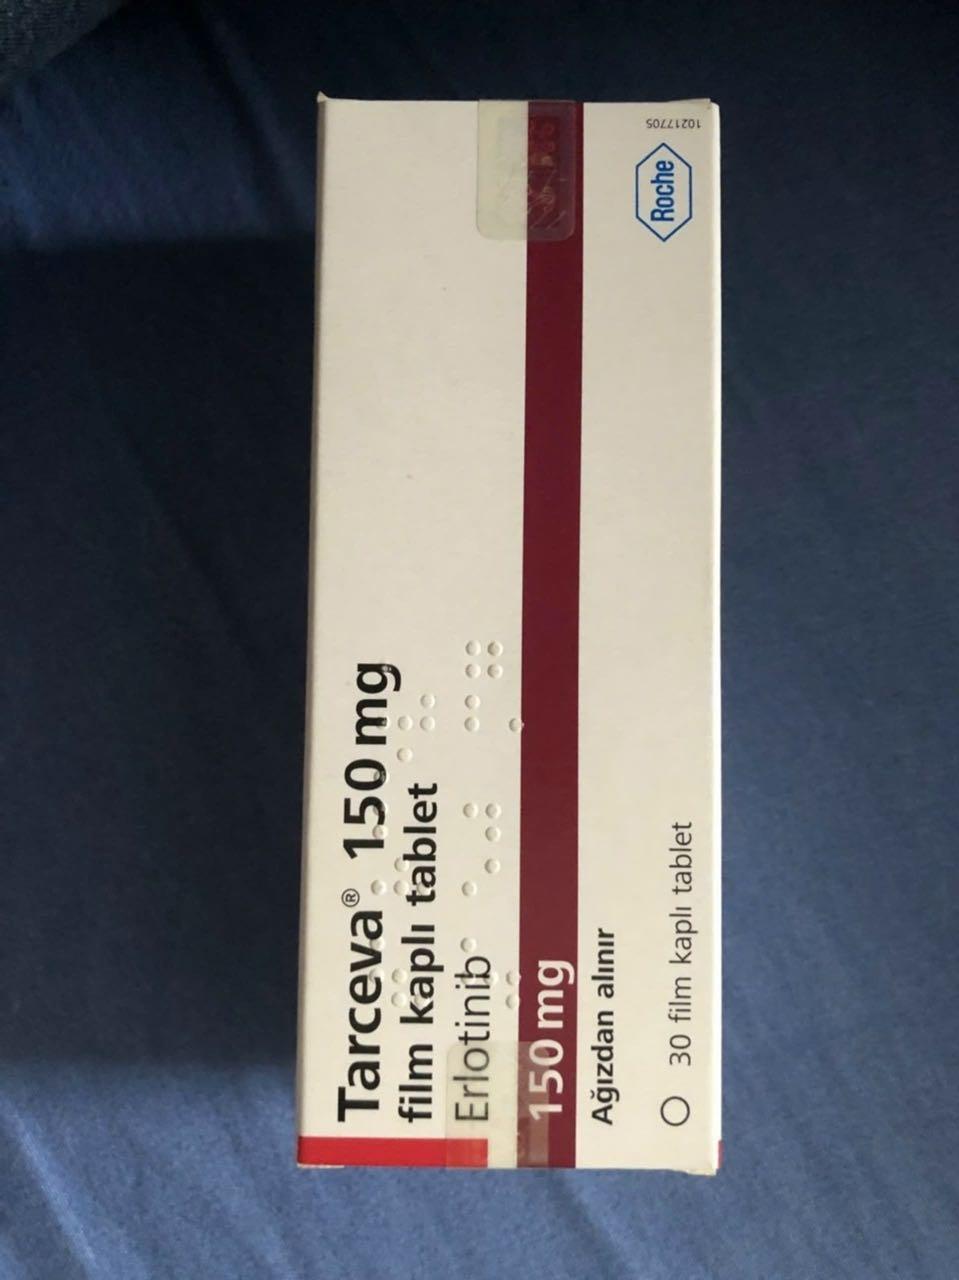 Tarceva® 150 mg
film kaplı tablet
Erlotinib
150 mg
Ağızdan alınır
30 film kaplı tablet
Roche
10217705